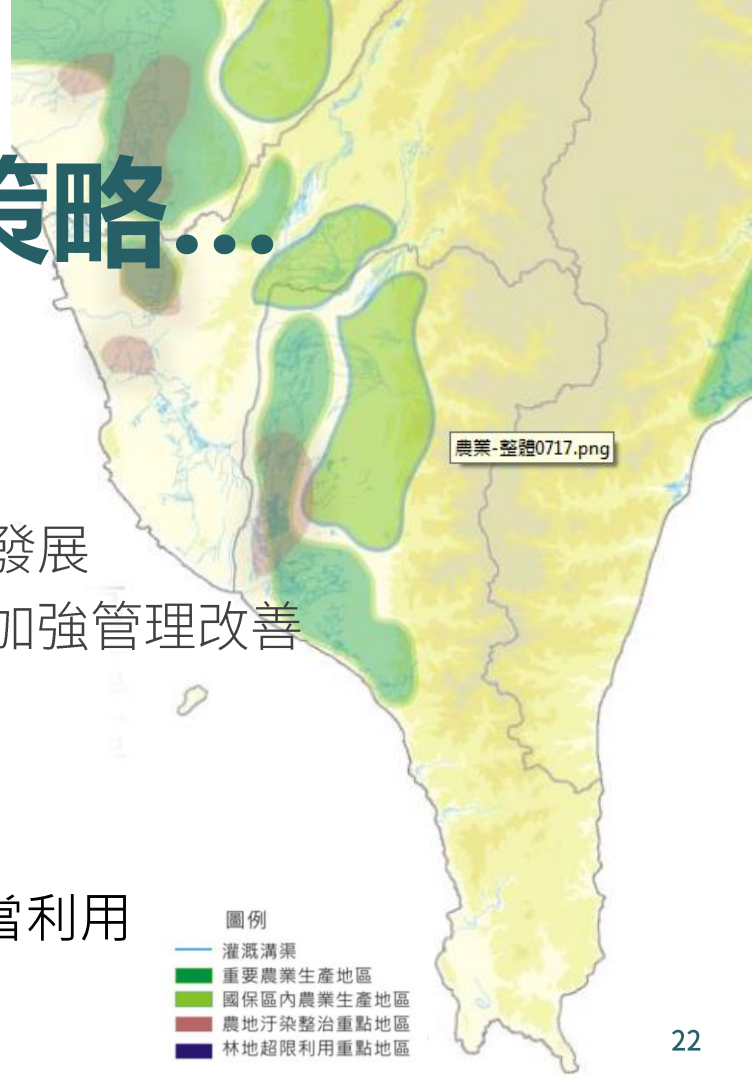 策略...
農業-整體0717.png
發展
加強管理改善
當利用
圖例
灌溉溝渠
重要農業生產地區
國保區內農業生產地區
農地汙染整治重點地區
林地超限利用重點地區
22